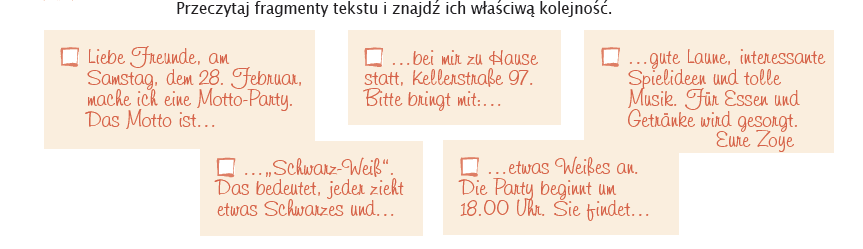 Przeczytaj fragmenty tekstu i znajdź ich właściwą kolejność.
Liebe Freunde, am
Samstag, dem 28. Februar,
mache ich eine Motto-Party.
Das Motto ist...
...bei mir zu Hause
statt, Kellerstraße 97.
Bitte bringt mit:...
...gute Laune, interessante
Spielideen und tolle
Musik. Für Essen und
Getränke wird gesorgt.
Eure Zoye
...„Schwarz-Weiß“.
Das bedeutet, jeder zieht
etwas Schwarzes und...
...etwas Weißes an.
Die Party beginnt um
18.00 Uhr. Sie findet...